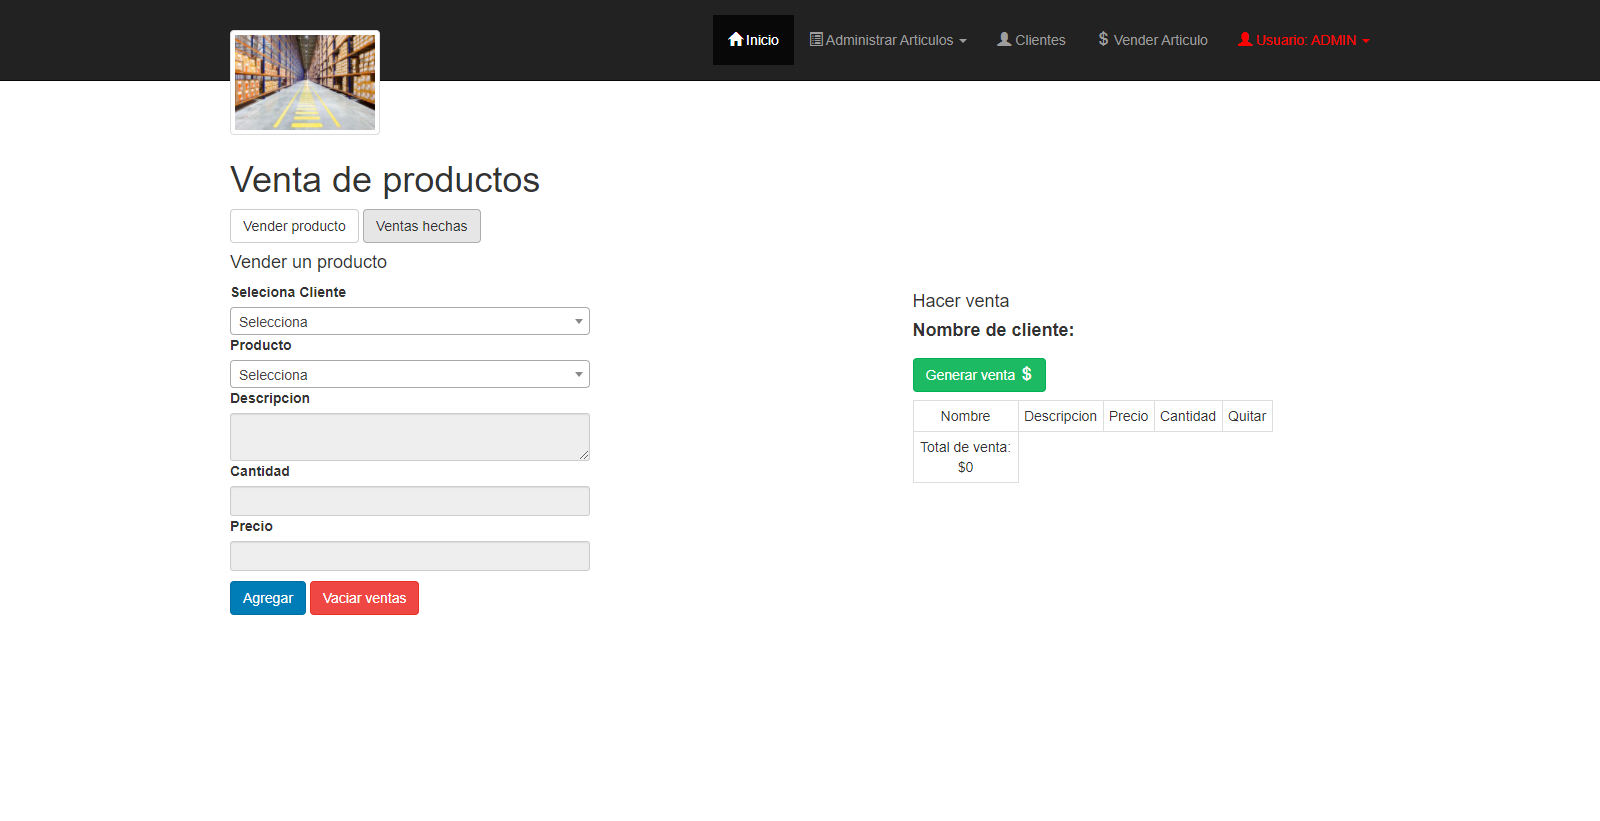 Inicio
Administrar Articulos
Clientes
$ Vender Articulo
Usuario: ADMIN
Venta de productos
Vender producto
Ventas hechas
Vender un producto
Seleciona Cliente
Selecciona
Producto
Selecciona
Descripcion
Cantidad
Precio
Agregar
Vaciar ventas
Hacer venta
Nombre de cliente:
Generar venta $
Nombre Descripcion Precio Cantidad Quitar
Total de venta:
$0